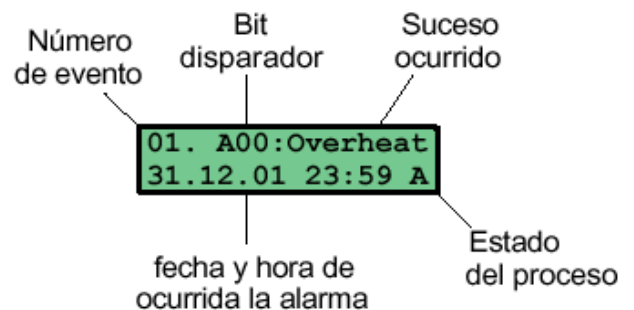 Número
de evento
Bit
disparador
Suceso
ocurrido
01. A00:Overheat
31.12.01 23:59 A
fecha y hora de
ocurrida la alarma
Estado
del proceso